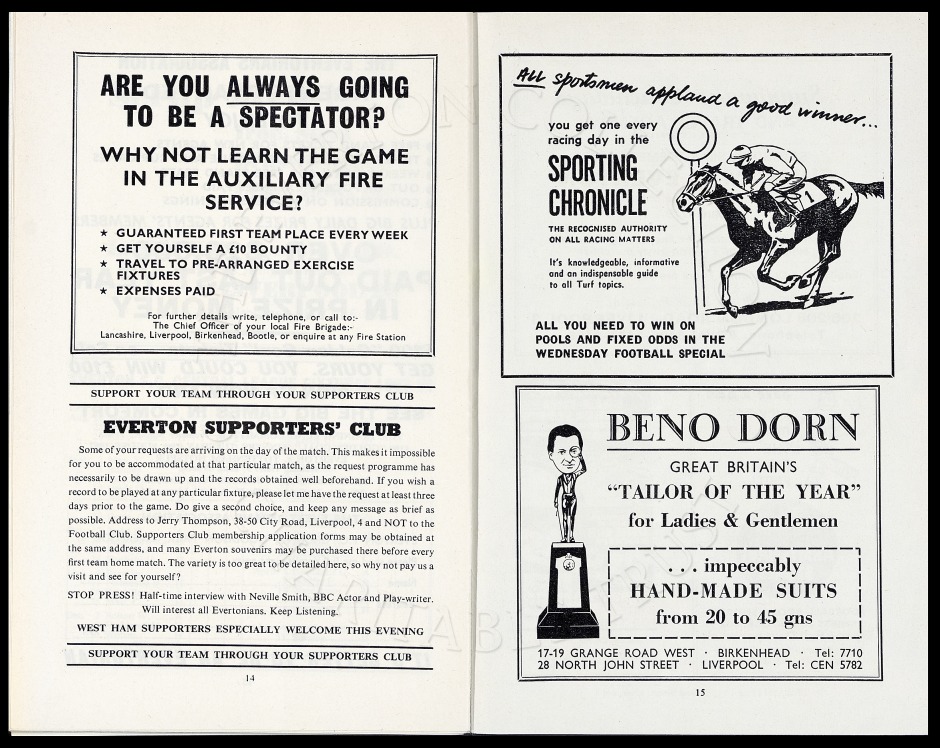 ARE YOU ALWAYS GOING
TO BE A SPECTATOR?
WHY NOT LEARN THE GAME
IN THE AUXILIARY FIRE
SERVICE?
★ GUARANTEED FIRST TEAM PLACE EVERY WEEK
★ GET YOURSELF A £10 BOUNTY
★ TRAVEL TO PRE-ARRANGED EXERCISE
FIXTURES
★ EXPENSES PAID
For further details write, telephone, or call to:-
The Chief Officer of your local Fire Brigade:-
Lancashire, Liverpool, Birkenhead, Bootle, or enquire at any Fire Station
SUPPORT YOUR TEAM THROUGH YOUR SUPPORTERS CLUB
EVERTON SUPPORTERS' CLUB
Some of your requests are arriving on the day of the match. This makes it impossible
for you to be accommodated at that particular match, as the request programme has
necessarily to be drawn up and the records obtained well beforehand. If you wish a
record to be played at any particular fixture, please let me have the request at least three
days prior to the game. Do give a second choice, and keep any message as brief as
possible. Address to Jerry Thompson, 38-50 City Road, Liverpool, 4 and NOT to the
Football Club. Supporters Club membership application forms may be obtained at
the same address, and many Everton souvenirs may be purchased there before every
first team home match. The variety is too great to be detailed here, so why not pay us a
visit and see for yourself?
STOP PRESS! Half-time interview with Neville Smith, BBC Actor and Play-writer.
Will interest all Evertonians. Keep Listening.
WEST HAM SUPPORTERS ESPECIALLY WELCOME THIS EVENING
SUPPORT YOUR TEAM THROUGH YOUR SUPPORTERS CLUB
14
ALL sportsmen applaud a good winner...
you get one every
racing day in the
SPORTING
CHRONICLE
THE RECOGNISED AUTHORITY
ON ALL RACING MATTERS
It's knowledgeable, informative
and an indispensable guide
to all Turf topics.
1
ALL YOU NEED TO WIN ON
POOLS AND FIXED ODDS IN THE
WEDNESDAY FOOTBALL SPECIAL
BENO DORN
GREAT BRITAIN'S
"TAILOR OF THE YEAR"
for Ladies & Gentlemen
. . . impeccably
HAND-MADE SUITS
from 20 to 45 gns
17-19 GRANGE ROAD WEST · BIRKENHEAD · Tel: 7710
28 NORTH JOHN STREET · LIVERPOOL · Tel: CEN 5782
15